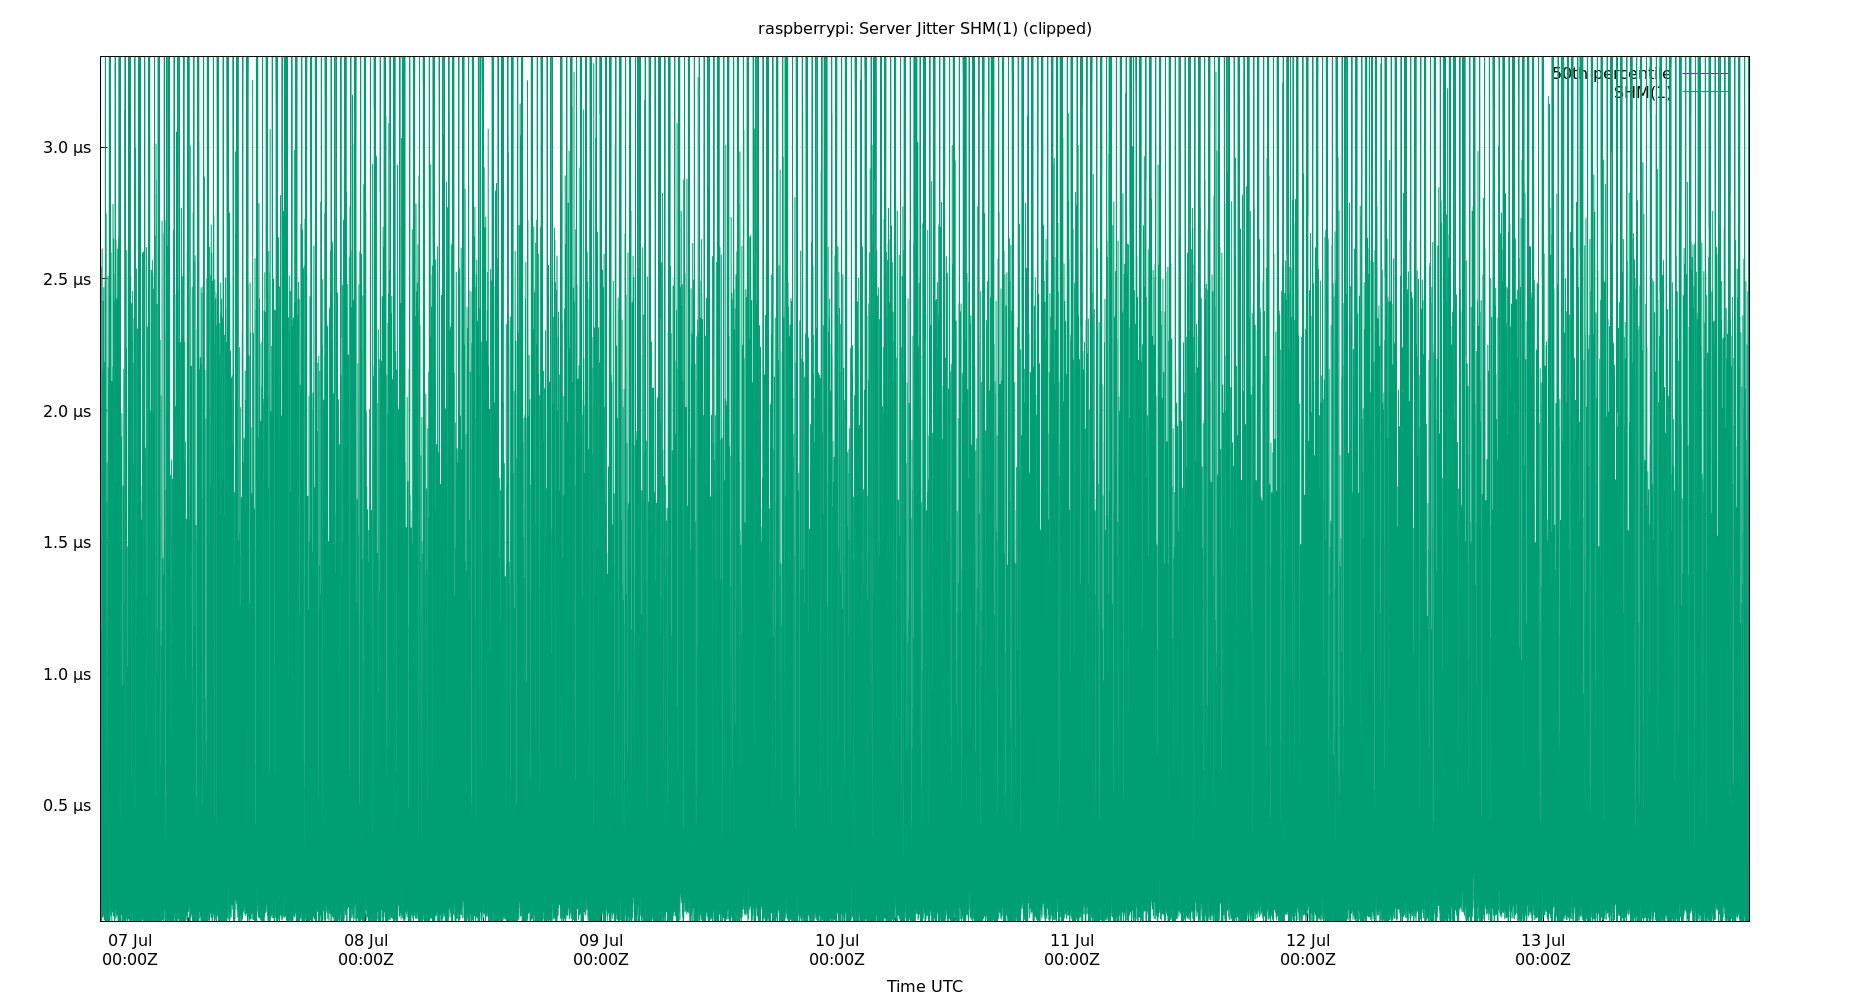 raspberrypi: Server Jitter SHM(1) (clipped)
50th percentile
SHM(1)
3.0 µs
2.5 µs
2.0 µs
1.5 µs
1.0 µs
0.5 µs
07 Jul 08 Jul 09 Jul 10 Jul 11 Jul 12 Jul 13 Jul
00:00Z 00:00Z 00:00Z 00:00Z 00:00Z 00:00Z 00:00Z
Time UTC